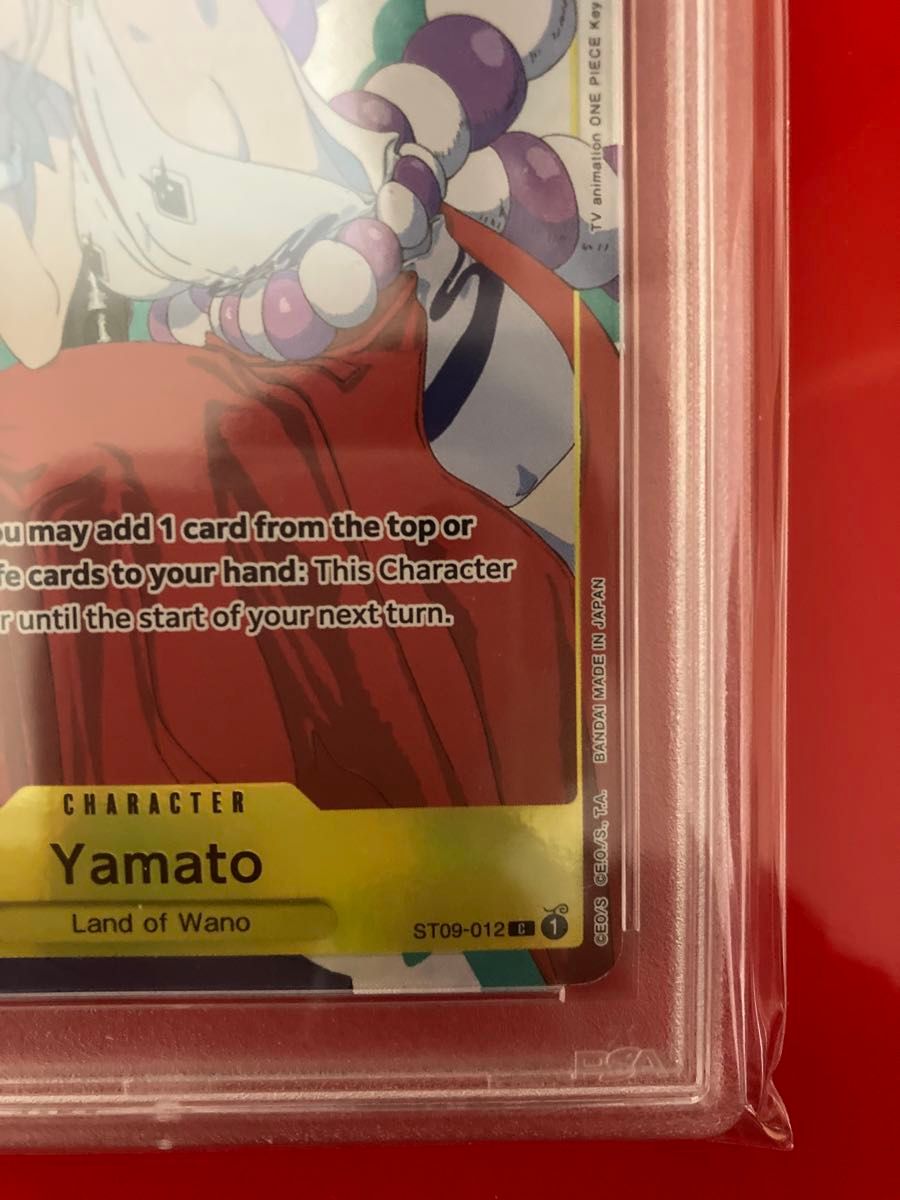 TV animation ONE PIECE Key
may add 1 card from the top or
cards to your hand: This Character
until the start of your next turn.
BANDAI MADE IN JAPAN
©E.O./S., T.A.
©EO/S
CHARACTER
Yamato
Land of Wano
ST09-012 C 1
PSA